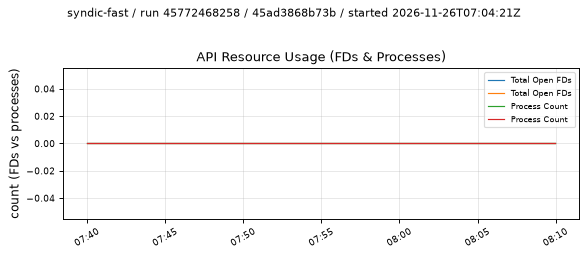 syndic-fast / run 45772468258 / 45ad3868b73b / started 2026-11-26T07:04:21Z
API Resource Usage (FDs & Processes)
count (FDs vs processes)
0.04
0.02
0.00
−0.02
−0.04
Total Open FDs
Total Open FDs
Process Count
Process Count
07:40
07:45
07:50
07:55
08:00
08:05
08:10